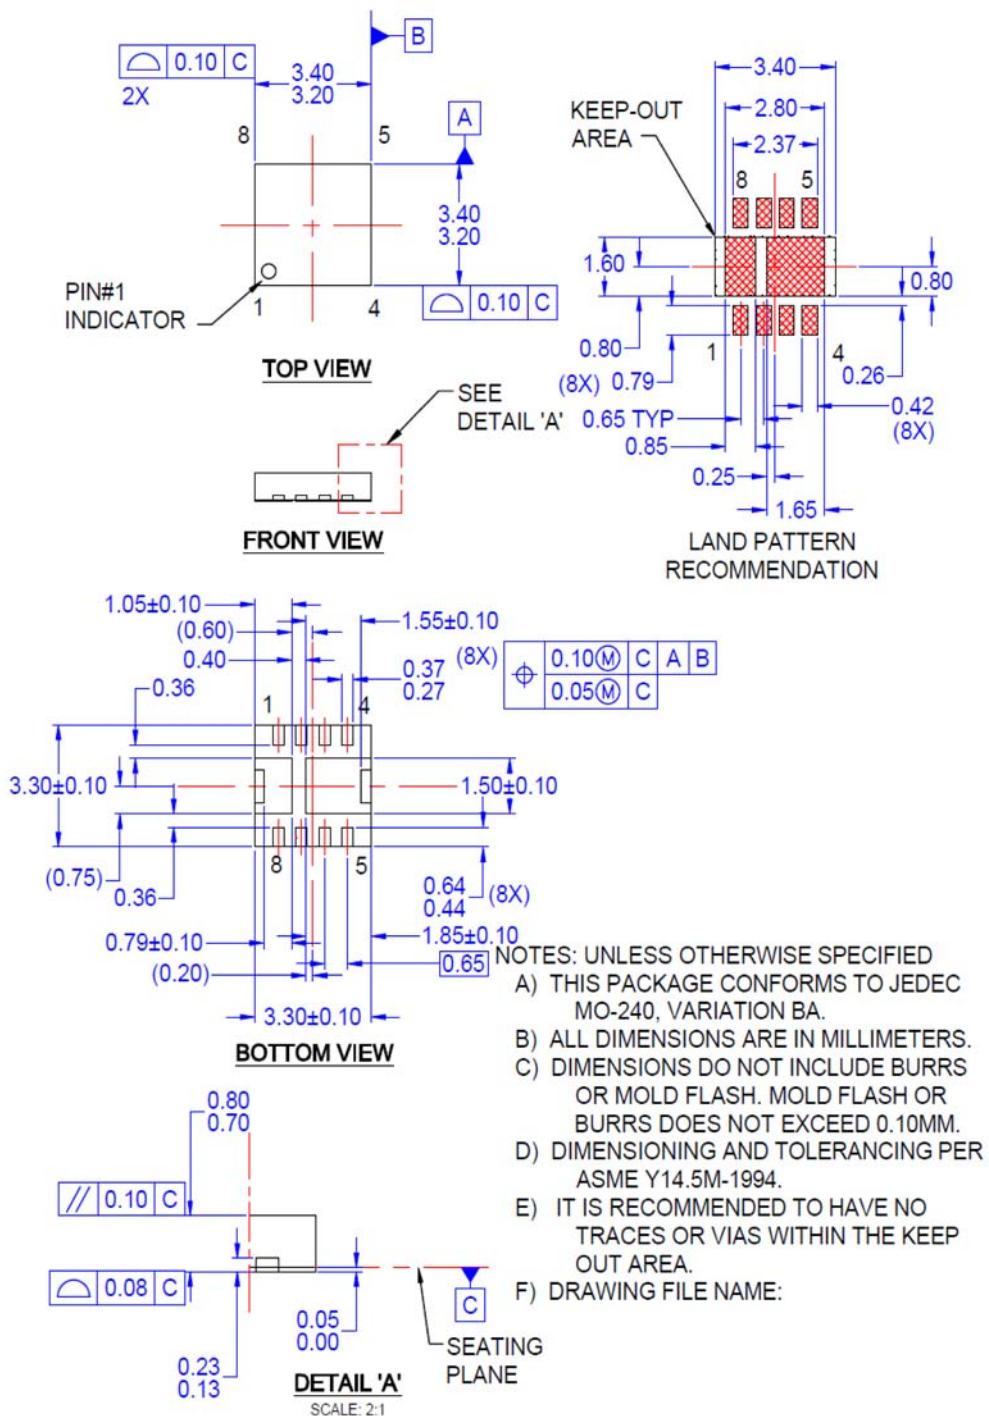 B
0.10 C
2X
3.40
3.20
8
5
A
3.40
3.20
PIN#1
INDICATOR
1
4
0.10 C
TOP VIEW
3.40
KEEP-OUT
AREA
2.80
2.37
8
5
1.60
0.80
0.80
1
4
(8X) 0.79
0.26
0.65 TYP
0.42
(8X)
0.85
0.25
1.65
LAND PATTERN
RECOMMENDATION
SEE
DETAIL 'A'
FRONT VIEW
1.05±0.10
(0.60)
1.55±0.10
0.40
0.37
0.27
(8X)
0.10Ⓜ C A B
0.05Ⓜ C
0.36
1
4
3.30±0.10
1.50±0.10
8
5
(0.75)
0.36
0.64
0.44
(8X)
0.79±0.10
1.85±0.10
(0.20)
0.65
3.30±0.10
BOTTOM VIEW
NOTES: UNLESS OTHERWISE SPECIFIED
A) THIS PACKAGE CONFORMS TO JEDEC
MO-240, VARIATION BA.
B) ALL DIMENSIONS ARE IN MILLIMETERS.
C) DIMENSIONS DO NOT INCLUDE BURRS
OR MOLD FLASH. MOLD FLASH OR
BURRS DOES NOT EXCEED 0.10MM.
D) DIMENSIONING AND TOLERANCING PER
ASME Y14.5M-1994.
E) IT IS RECOMMENDED TO HAVE NO
TRACES OR VIAS WITHIN THE KEEP
OUT AREA.
F) DRAWING FILE NAME:
0.80
0.70
// 0.10 C
0.08 C
C
0.05
0.00
SEATING
PLANE
0.23
0.13
DETAIL 'A'
SCALE: 2:1